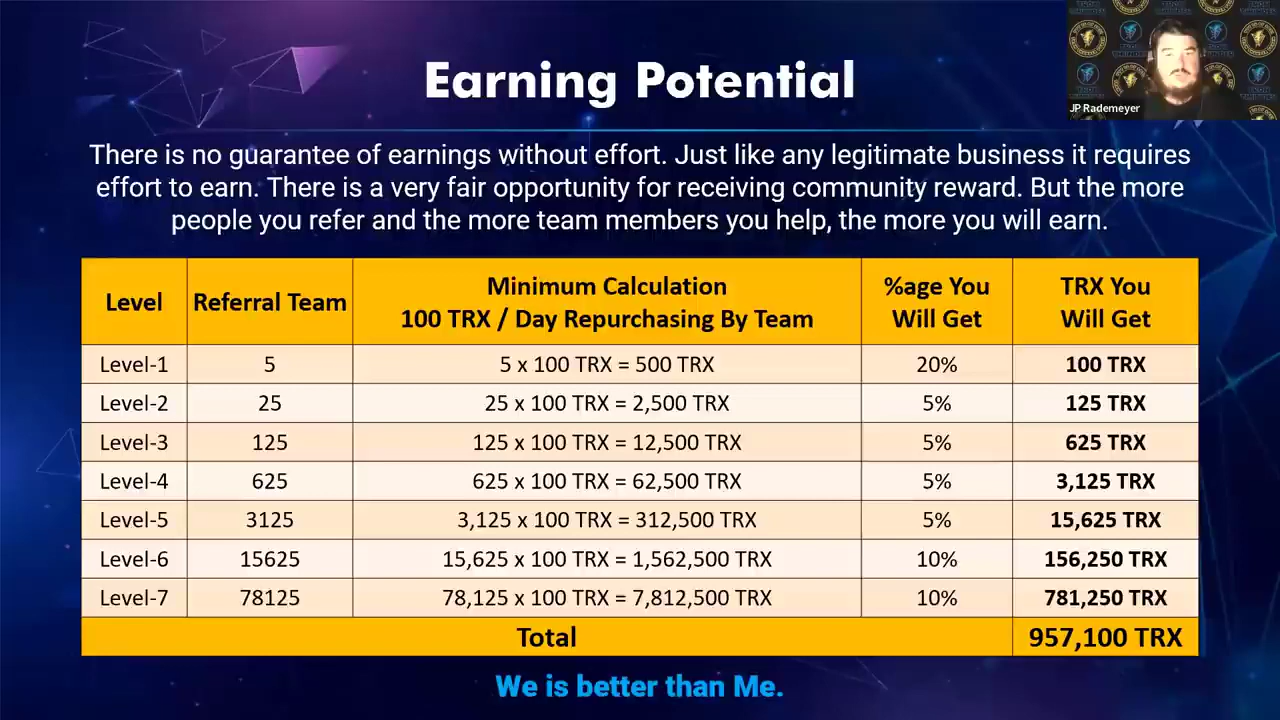 Earning Potential
JP Rademeyer
There is no guarantee of earnings without effort. Just like any legitimate business it requires
effort to earn. There is a very fair opportunity for receiving community reward. But the more
people you refer and the more team members you help, the more you will earn.
Level Referral Team Minimum Calculation 100 TRX / Day Repurchasing By Team %age You Will Get TRX You Will Get
Level-1 5 5 x 100 TRX = 500 TRX 20% 100 TRX
Level-2 25 25 x 100 TRX = 2,500 TRX 5% 125 TRX
Level-3 125 125 x 100 TRX = 12,500 TRX 5% 625 TRX
Level-4 625 625 x 100 TRX = 62,500 TRX 5% 3,125 TRX
Level-5 3125 3,125 x 100 TRX = 312,500 TRX 5% 15,625 TRX
Level-6 15625 15,625 x 100 TRX = 1,562,500 TRX 10% 156,250 TRX
Level-7 78125 78,125 x 100 TRX = 7,812,500 TRX 10% 781,250 TRX
Total 957,100 TRX
We is better than Me.